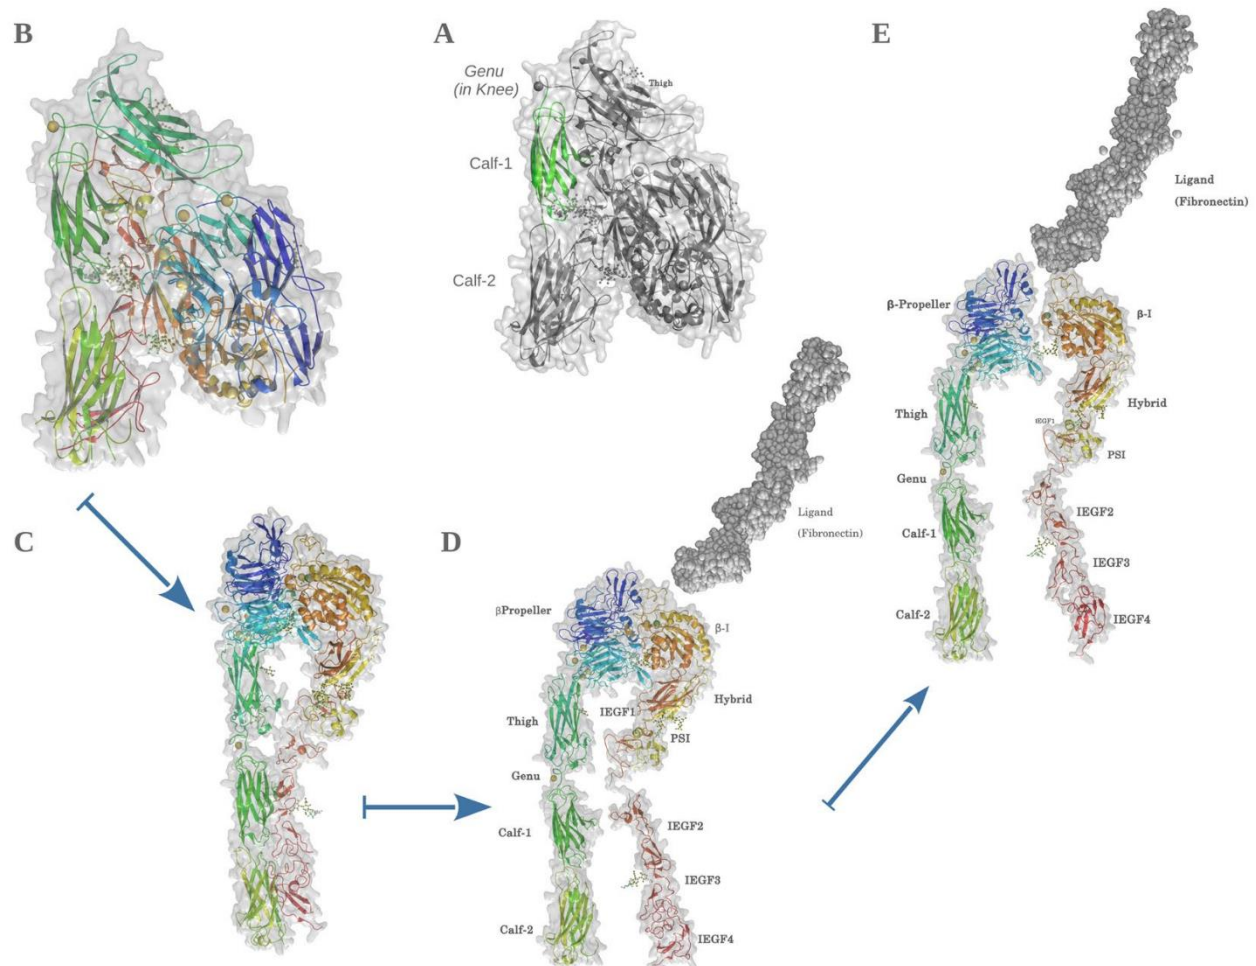 B
A
Genu
(in Knee)
Thigh
Calf-1
Calf-2
E
Ligand
(Fibronectin)
β-Propeller
β-I
Thigh
Hybrid
IEGF1
PSI
Genu
IEGF2
Calf-1
IEGF3
Calf-2
IEGF4
C
D
Ligand
(Fibronectin)
βPropeller
β-I
Hybrid
IEGF1
Thigh
PSI
Genu
IEGF2
Calf-1
IEGF3
Calf-2
IEGF4